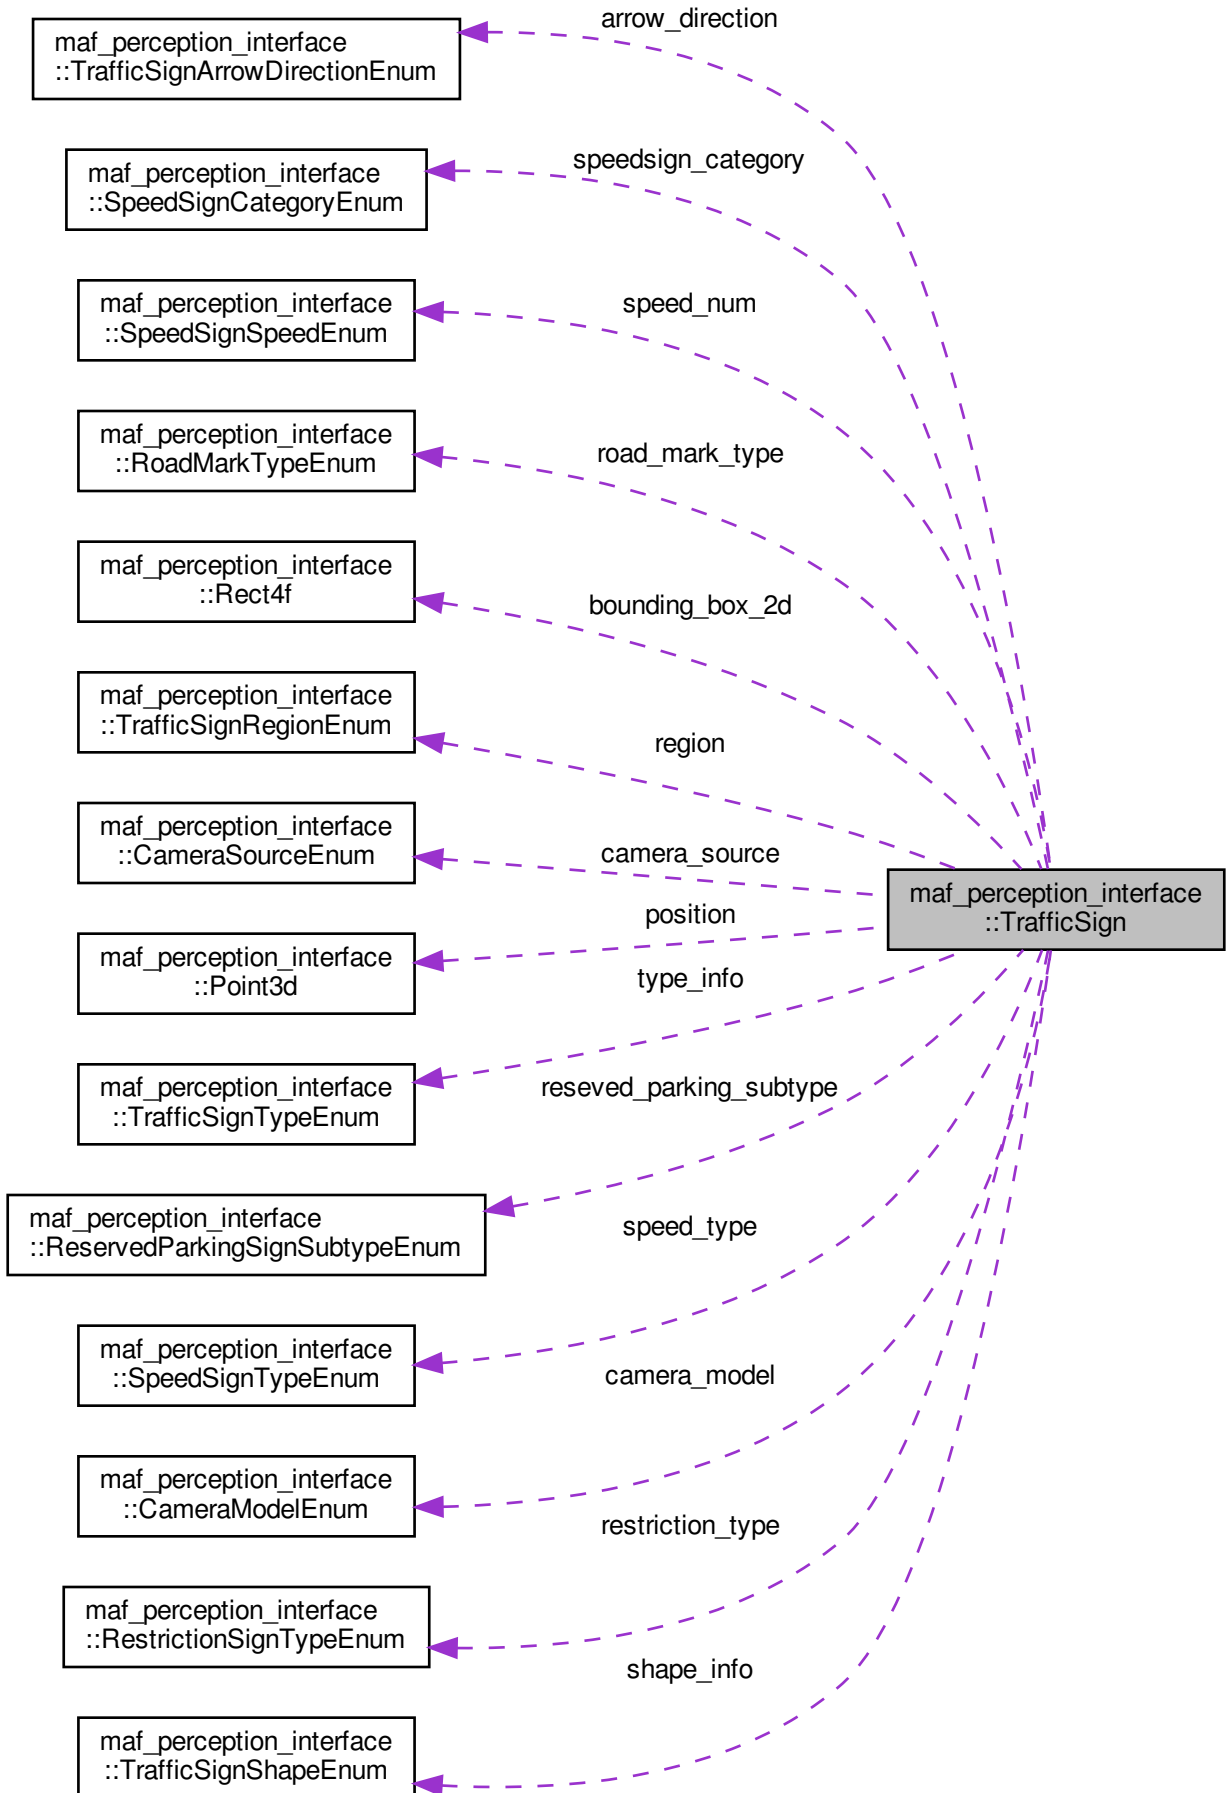 arrow_direction
maf_perception_interface
::TrafficSignArrowDirectionEnum
speedsign_category
maf_perception_interface
::SpeedSignCategoryEnum
speed_num
maf_perception_interface
::SpeedSignSpeedEnum
road_mark_type
maf_perception_interface
::RoadMarkTypeEnum
bounding_box_2d
maf_perception_interface
::Rect4f
region
maf_perception_interface
::TrafficSignRegionEnum
camera_source
maf_perception_interface
::CameraSourceEnum
maf_perception_interface
::TrafficSign
position
maf_perception_interface
::Point3d
type_info
maf_perception_interface
::TrafficSignTypeEnum
reseved_parking_subtype
maf_perception_interface
::ReservedParkingSignSubtypeEnum
speed_type
maf_perception_interface
::SpeedSignTypeEnum
camera_model
maf_perception_interface
::CameraModelEnum
restriction_type
maf_perception_interface
::RestrictionSignTypeEnum
shape_info
maf_perception_interface
::TrafficSignShapeEnum